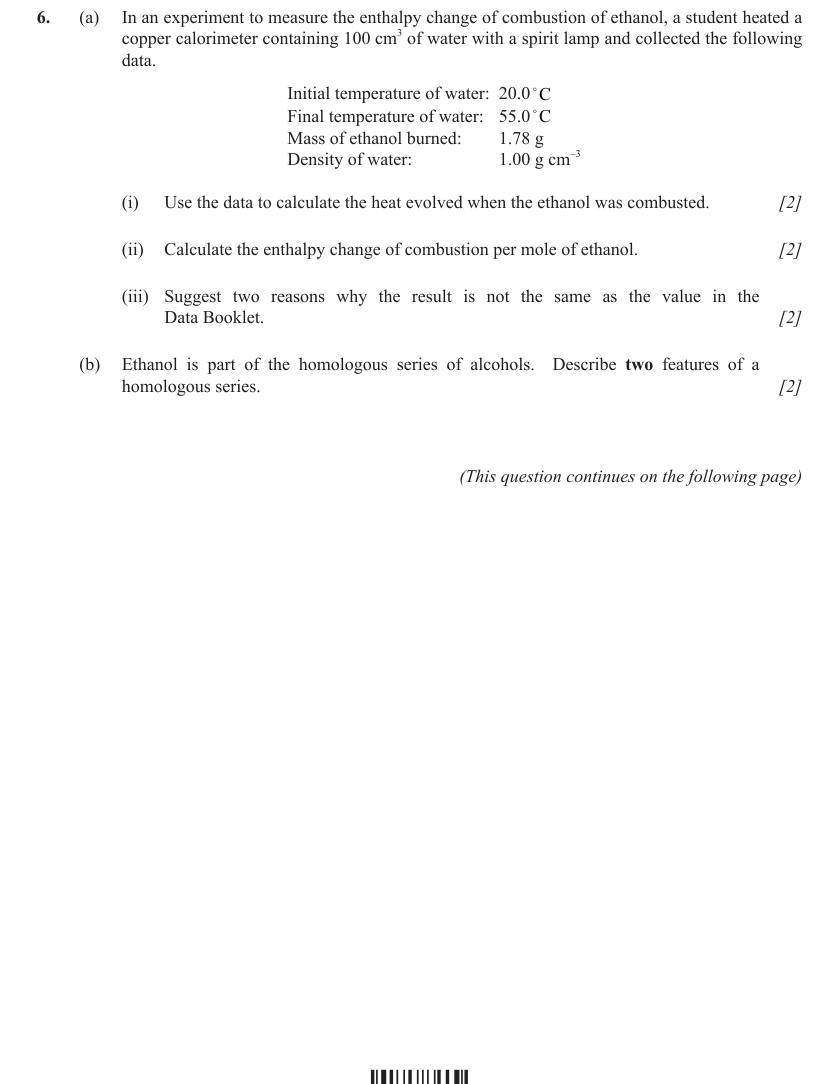 6. (a) In an experiment to measure the enthalpy change of combustion of ethanol, a student heated a
copper calorimeter containing 100 cm³ of water with a spirit lamp and collected the following
data.
Initial temperature of water: 20.0°C
Final temperature of water: 55.0°C
Mass of ethanol burned: 1.78 g
Density of water: 1.00 g cm⁻³
(i) Use the data to calculate the heat evolved when the ethanol was combusted. [2]
(ii) Calculate the enthalpy change of combustion per mole of ethanol. [2]
(iii) Suggest two reasons why the result is not the same as the value in the
Data Booklet. [2]
(b) Ethanol is part of the homologous series of alcohols. Describe two features of a
homologous series. [2]
(This question continues on the following page)